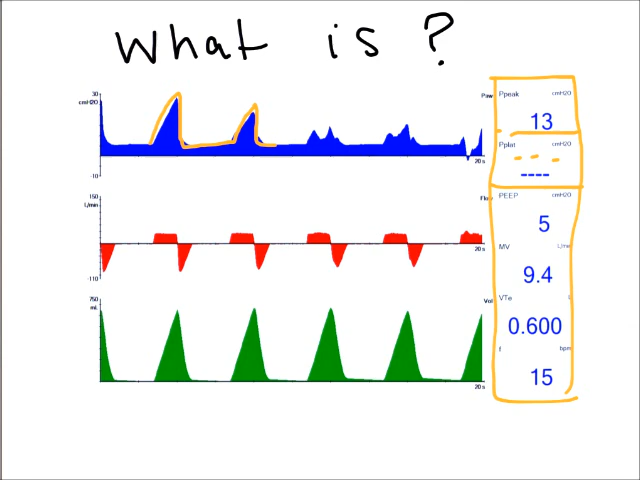 What is ?
30
cmH2O
Paw
-10
20 s
150
L/min
Flow
-110
20 s
750
mL
Vol
20 s
Ppeak cmH2O
13
Pplat cmH2O
----
PEEP cmH2O
5
MV L/min
9.4
VTe l
0.600
f bpm
15